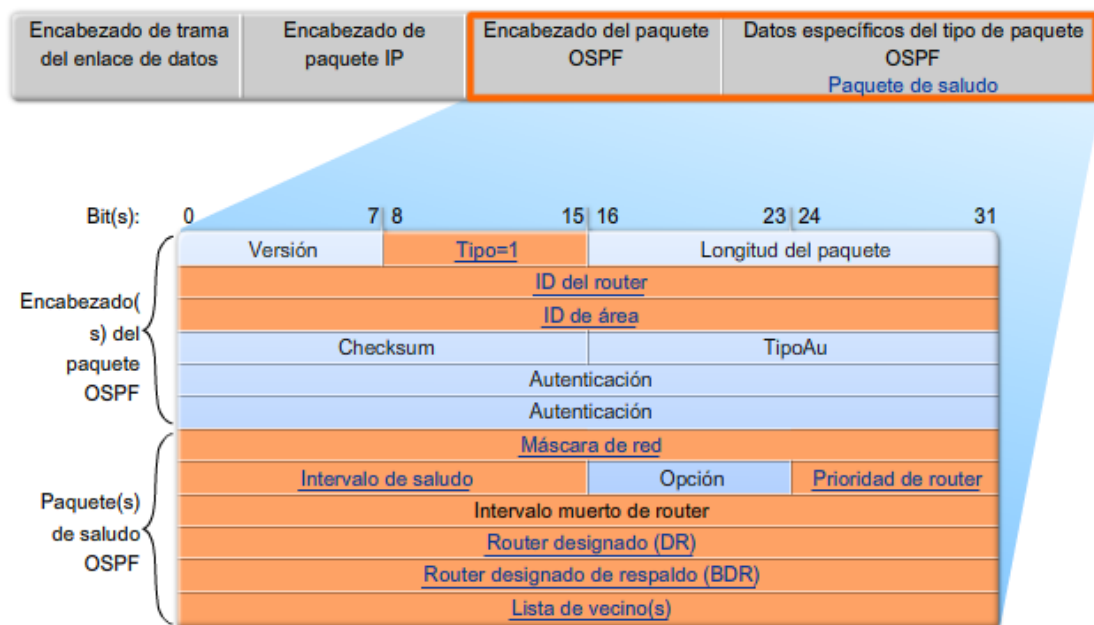 Encabezado de trama
del enlace de datos
Encabezado de
paquete IP
Encabezado del paquete
OSPF
Datos específicos del tipo de paquete
OSPF
Paquete de saludo
Bit(s): 0 7 8 15 16 23 24 31
Encabezado(
s) del
paquete
OSPF
Versión Tipo=1 Longitud del paquete
ID del router
ID de área
Checksum TipoAu
Autenticación
Autenticación
Paquete(s)
de saludo
OSPF
Máscara de red
Intervalo de saludo Opción Prioridad de router
Intervalo muerto de router
Router designado (DR)
Router designado de respaldo (BDR)
Lista de vecino(s)